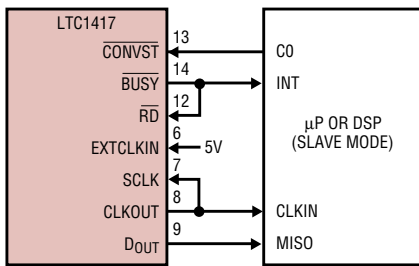 LTC1417
13
CONVST
C0
14
BUSY
INT
12
RD
μP OR DSP
(SLAVE MODE)
6
EXTCLKIN
5V
7
SCLK
8
CLKOUT
CLKIN
9
DOUT
MISO